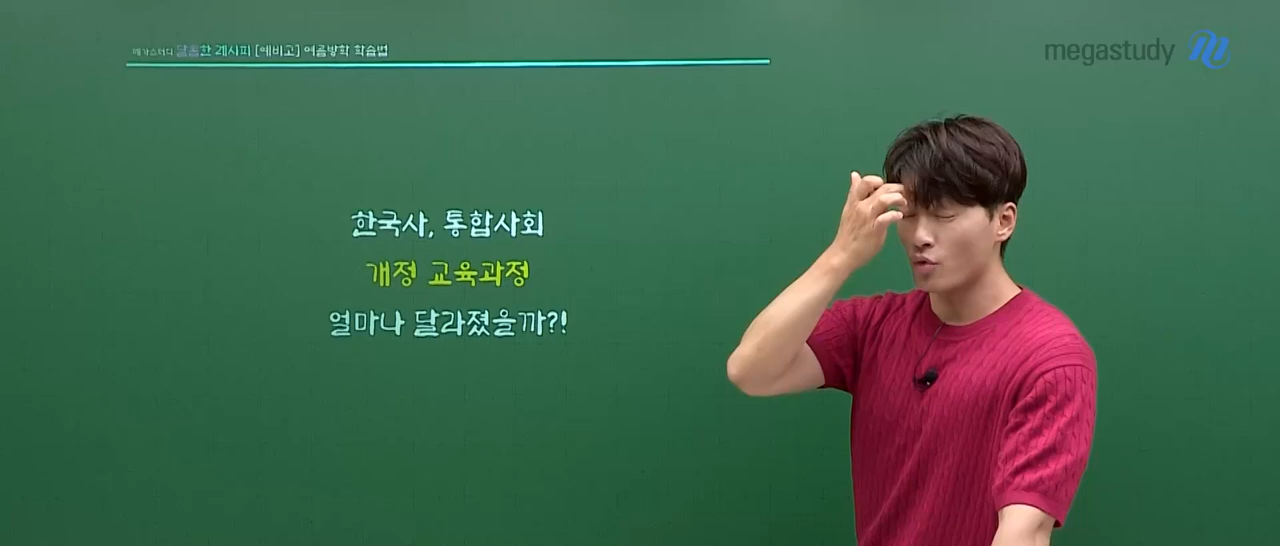 메가스터디 달콤한 레시피 [예비고] 여름방학 학습법
megastudy
한국사, 통합사회
개정 교육과정
얼마나 달라졌을까?!